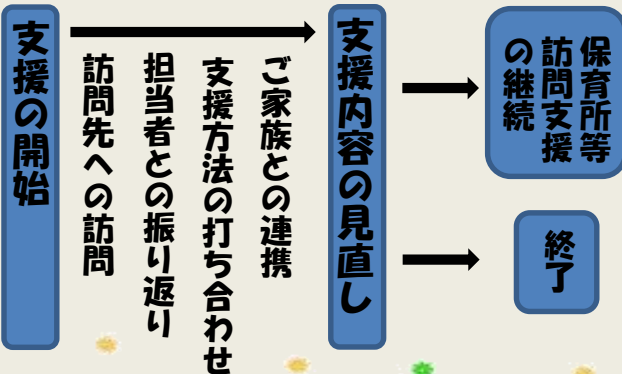 支援の開始
訪問先への訪問
担当者との振り返り
支援方法の打ち合わせ
ご家族との連携
支援内容の見直し
保育所等
訪問支援
の継続
終了